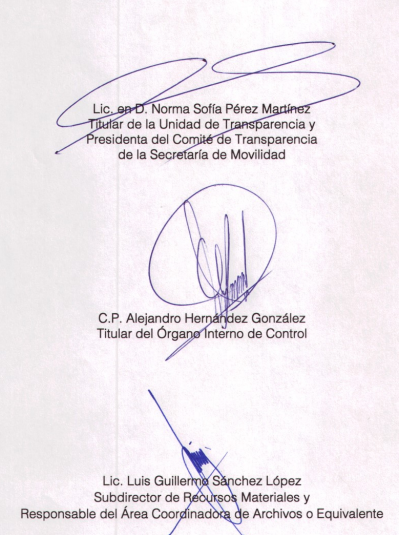 Lic. en D. Norma Sofía Pérez Martínez
Titular de la Unidad de Transparencia y
Presidenta del Comité de Transparencia
de la Secretaría de Movilidad
C.P. Alejandro Hernández González
Titular del Órgano Interno de Control
Lic. Luis Guillermo Sánchez López
Subdirector de Recursos Materiales y
Responsable del Área Coordinadora de Archivos o Equivalente